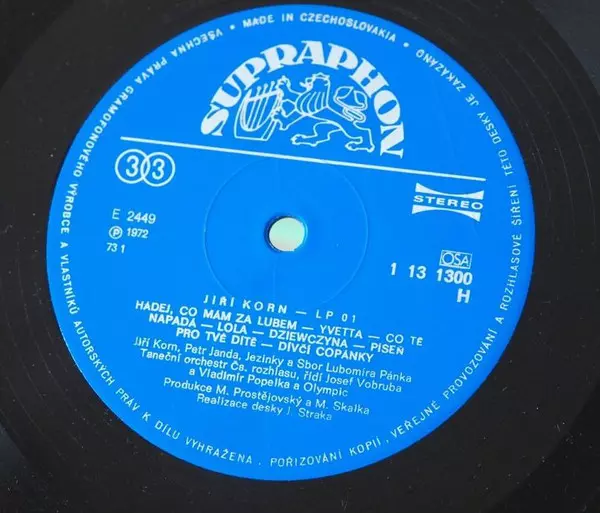 • VŠECHNA PRÁVA GRAMOFONOVÉHO VÝROBCE A VLASTNÍKŮ AUTORSKÝCH PRÁV K DÍLU VYHRAŽENA. POŘIZOVÁNÍ KOPIÍ, VEŘEJNÉ PROVOZOVÁNÍ A ROZHLASOVÉ ŠÍŘENÍ TÉTO DESKY JE ZAKÁZÁNO • MADE IN CZECHOSLOVAKIA •
SUPRAPHON
33
STEREO
E 2449
Ⓟ 1972
73 1
OSA
1 13 1300
H
JIŘÍ KORN — LP 01
HÁDEJ, CO MÁM ZA LUBEM — YVETTA — CO TĚ
NAPADÁ — LOLA — DZIEWCZYNA — PÍSEŇ
PRO TVÉ DÍTĚ — DÍVČÍ COPÁNKY
Jiří Korn, Petr Janda, Jezinky a Sbor Lubomíra Pánka
Taneční orchestr Čs. rozhlasu, řídí Josef Vobruba
a Vladimír Popelka a Olympic
Produkce M. Prostějovský a M. Skalka
Realizace desky J. Straka